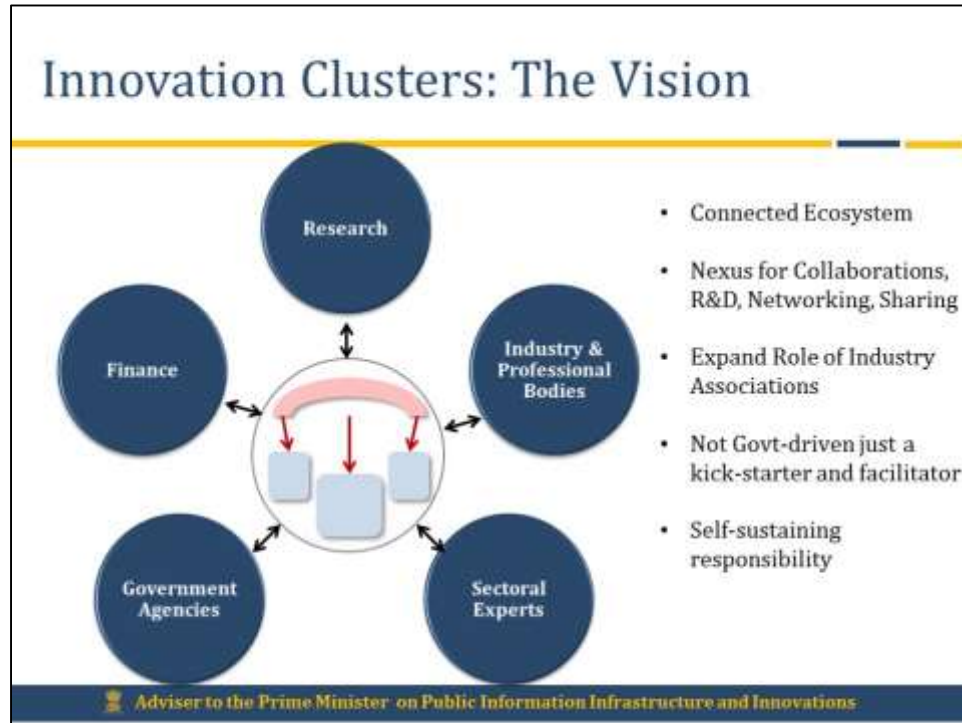 Innovation Clusters: The Vision
Research
Finance
Industry &
Professional
Bodies
Government
Agencies
Sectoral
Experts
• Connected Ecosystem
• Nexus for Collaborations,
R&D, Networking, Sharing
• Expand Role of Industry
Associations
• Not Govt-driven just a
kick-starter and facilitator
• Self-sustaining
responsibility
Adviser to the Prime Minister on Public Information Infrastructure and Innovations